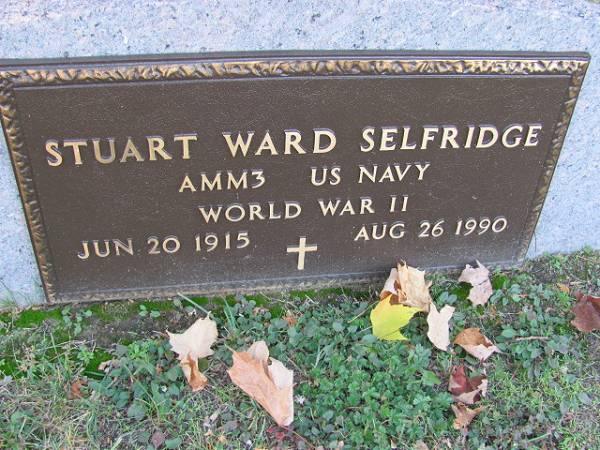 STUART WARD SELFRIDGE
AMM3 US NAVY
WORLD WAR II
JUN 20 1915 AUG 26 1990